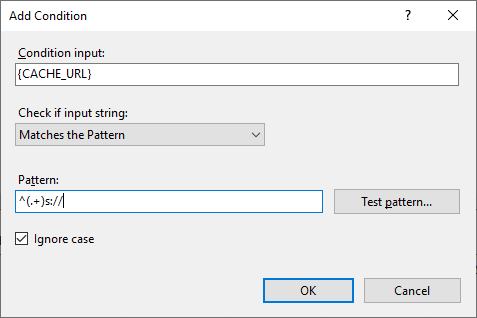 Add Condition
?
Condition input:
{CACHE_URL}
Check if input string:
Matches the Pattern
Pattern:
^(.+)s://
Test pattern...
Ignore case
OK
Cancel